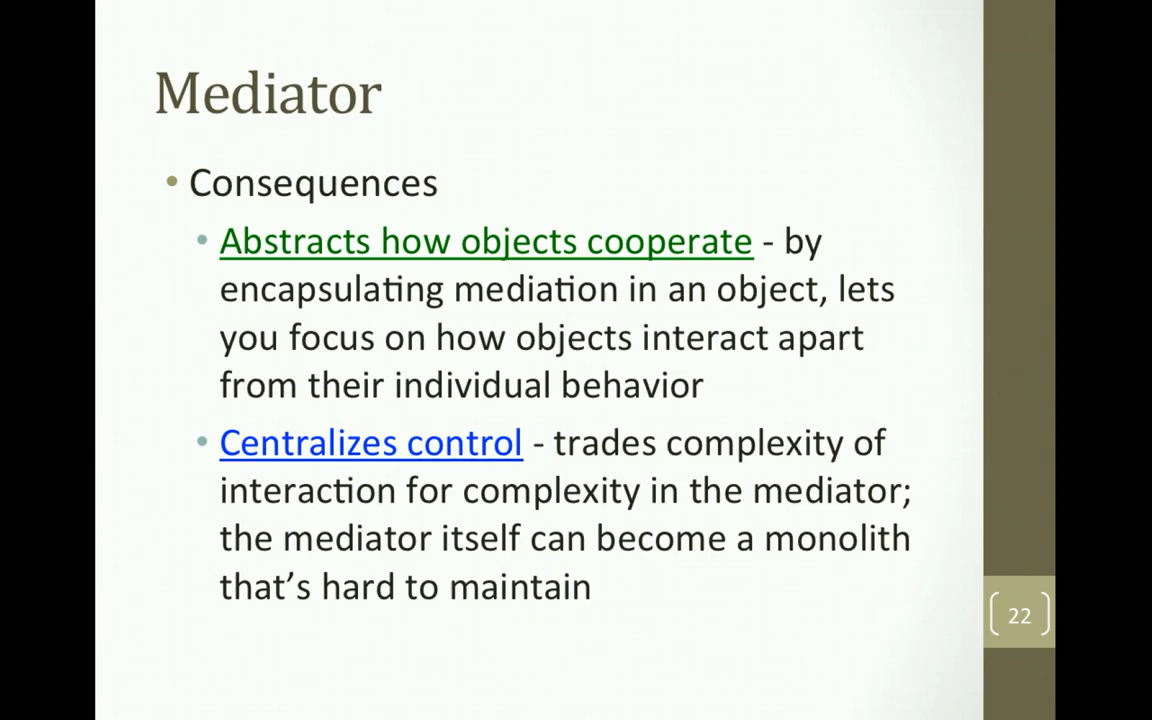 Mediator
• Consequences
• Abstracts how objects cooperate - by
encapsulating mediation in an object, lets
you focus on how objects interact apart
from their individual behavior
• Centralizes control - trades complexity of
interaction for complexity in the mediator;
the mediator itself can become a monolith
that’s hard to maintain
22